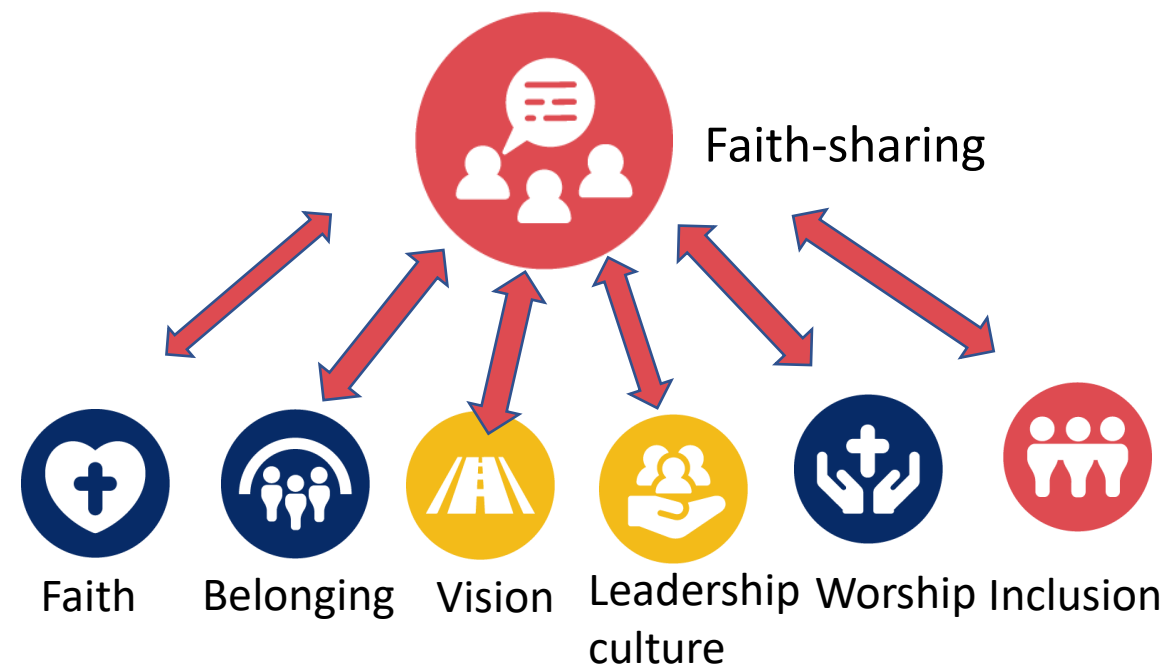 Faith-sharing
Faith
Belonging
Vision
Leadership
culture
Worship
Inclusion